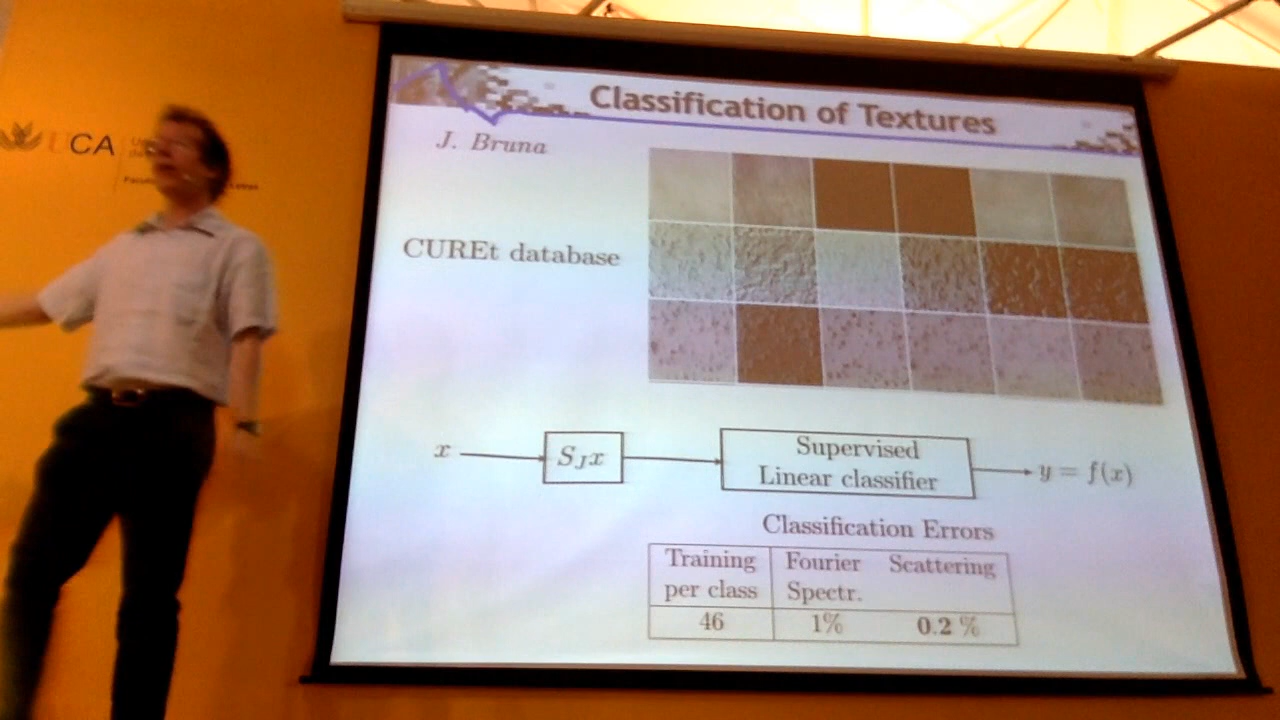 UCA
Classification of Textures
J. Bruna
CUREt database
x
S_J x
Supervised
Linear classifier
y = f(x)
Classification Errors
Training per class
Fourier Spectr.
Scattering
46
1%
0.2 %